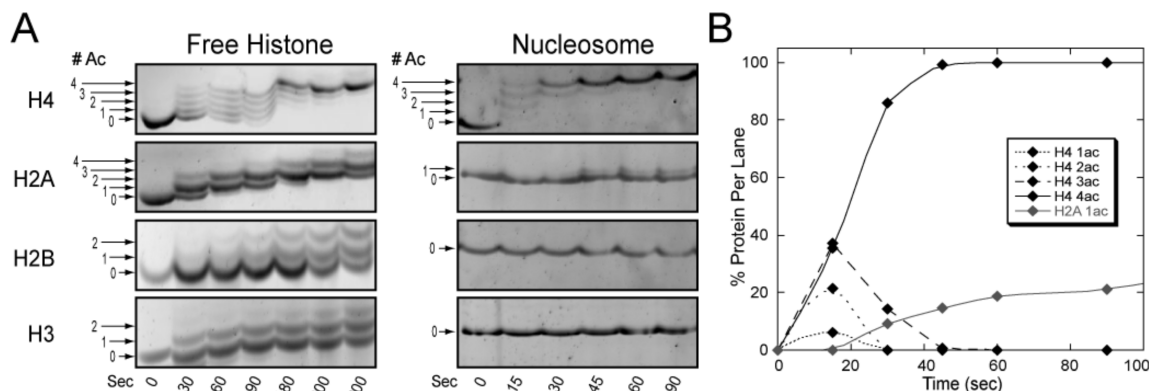 A
Free Histone
Nucleosome
B
# Ac
# Ac
H4
4
3
2
1
0
4
3
2
1
0
H2A
4
3
2
1
0
1
0
H2B
2
1
0
0
H3
2
1
0
0
Sec 0 30 60 90 80 00 00
Sec 0 15 30 45 60 90
% Protein Per Lane
100
80
60
40
20
0
0 20 40 60 80 100
Time (sec)
H4 1ac
H4 2ac
H4 3ac
H4 4ac
H2A 1ac